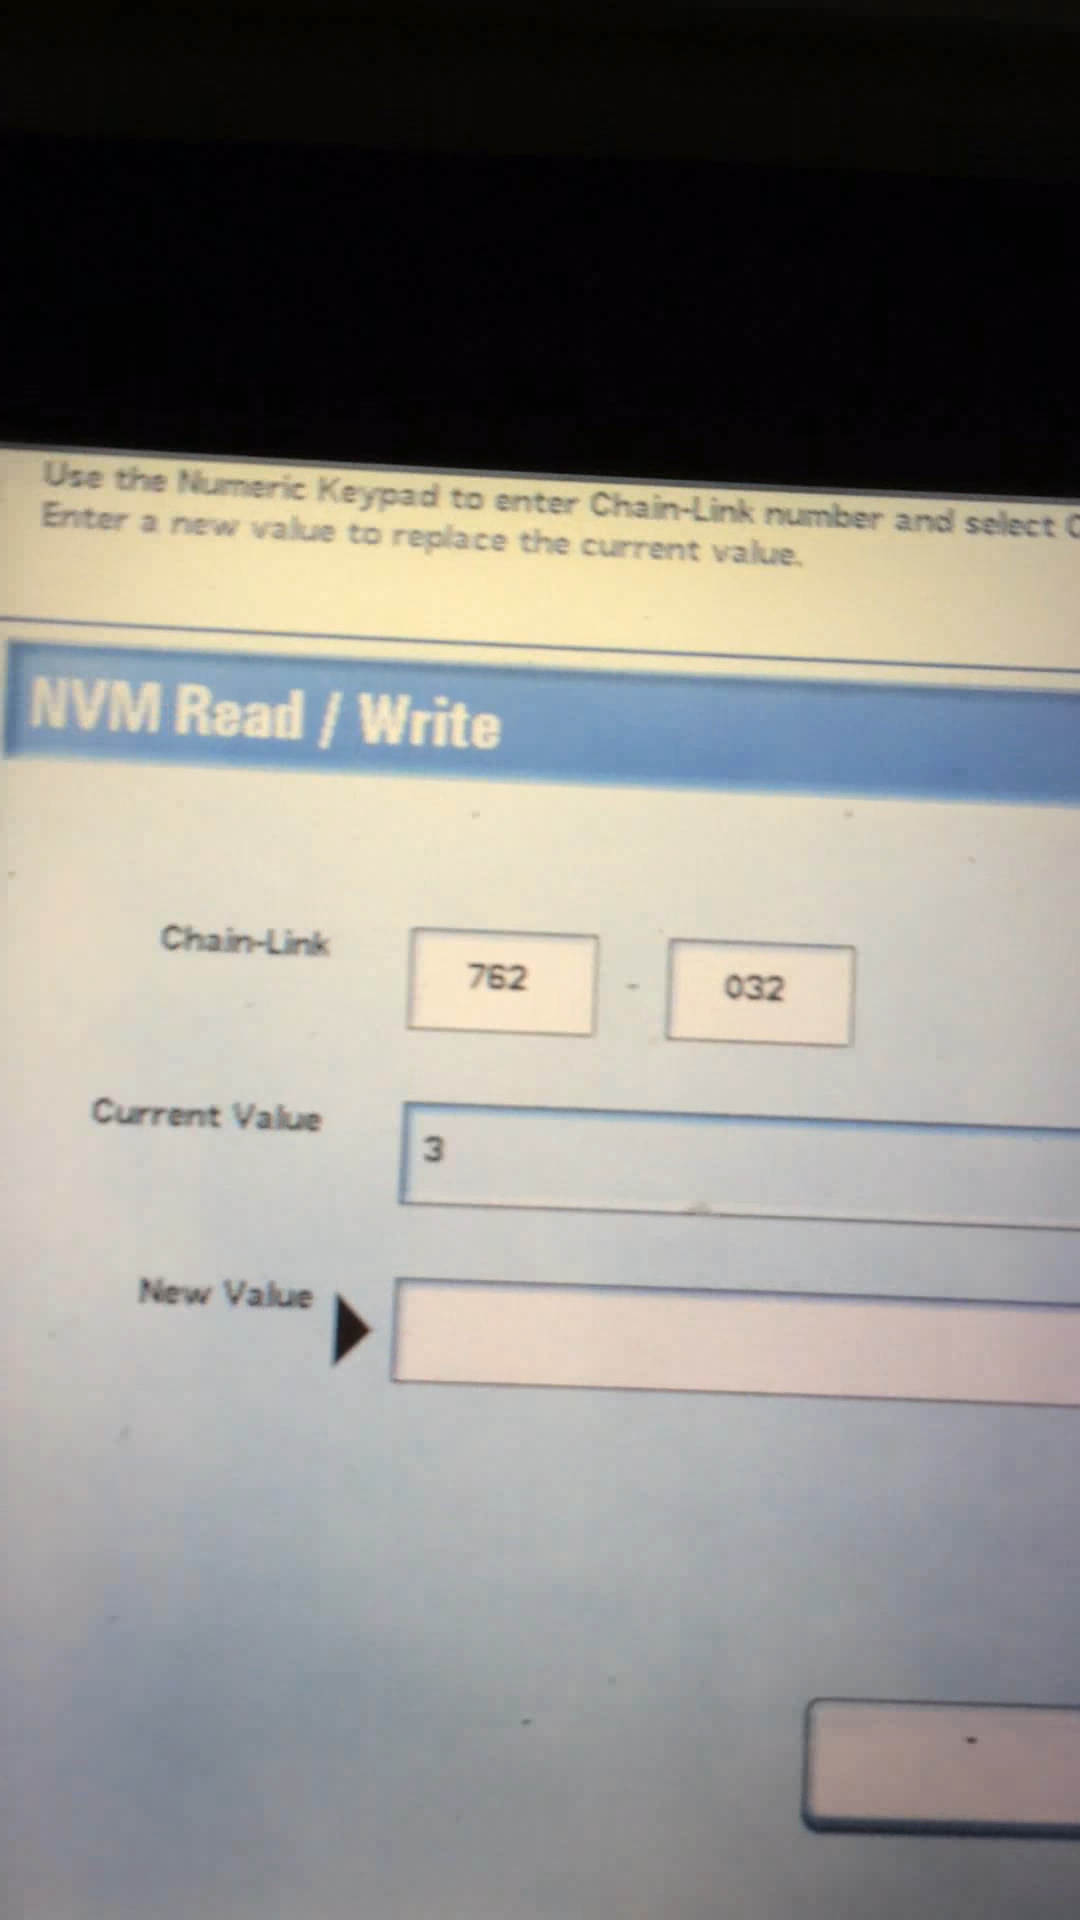 Use the Numeric Keypad to enter Chain-Link number and select
Enter a new value to replace the current value.
NVM Read / Write
Chain-Link 762 - 032
Current Value 3
New Value